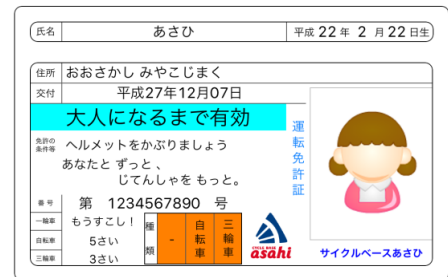 氏名 あさひ 平成 22 年 2 月 22 日生
住所 おおさかし みやこじまく
交付 平成27年12月07日
大人になるまで有効
免許の条件等
ヘルメットをかぶりましょう
あなたと ずっと 、
じてんしゃを もっと。
番号 第 1234567890 号
一輪車 もうすこし!
自転車 5さい
三輪車 3さい
種類 - 自転車 三輪車
CYCLE BASE
asahi
運転免許証
サイクルベースあさひ